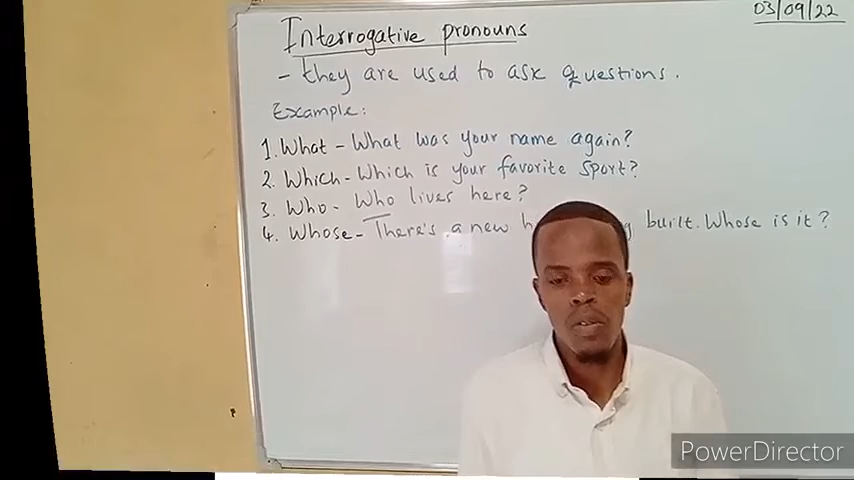 03/09/22
Interrogative pronouns
- they are used to ask questions.
Example:
1. What - What was your name again?
2. Which - Which is your favorite sport?
3. Who - Who lives here?
4. Whose - There's a new built. Whose is it?
PowerDirector